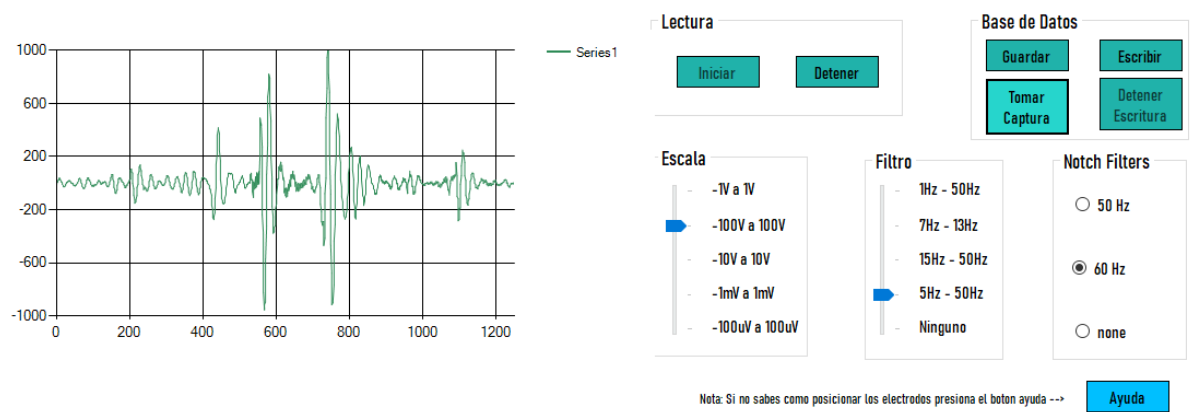 1000
600
200
-200
-600
-1000
0
200
400
600
800
1000
1200
Series1
Lectura
Iniciar
Detener
Base de Datos
Guardar
Escribir
Tomar
Captura
Detener
Escritura
Escala
-1V a 1V
-100V a 100V
-10V a 10V
-1mV a 1mV
-100uV a 100uV
Filtro
1Hz - 50Hz
7Hz - 13Hz
15Hz - 50Hz
5Hz - 50Hz
Ninguno
Notch Filters
50 Hz
60 Hz
none
Nota: Si no sabes como posicionar los electrodos presiona el boton ayuda -->
Ayuda